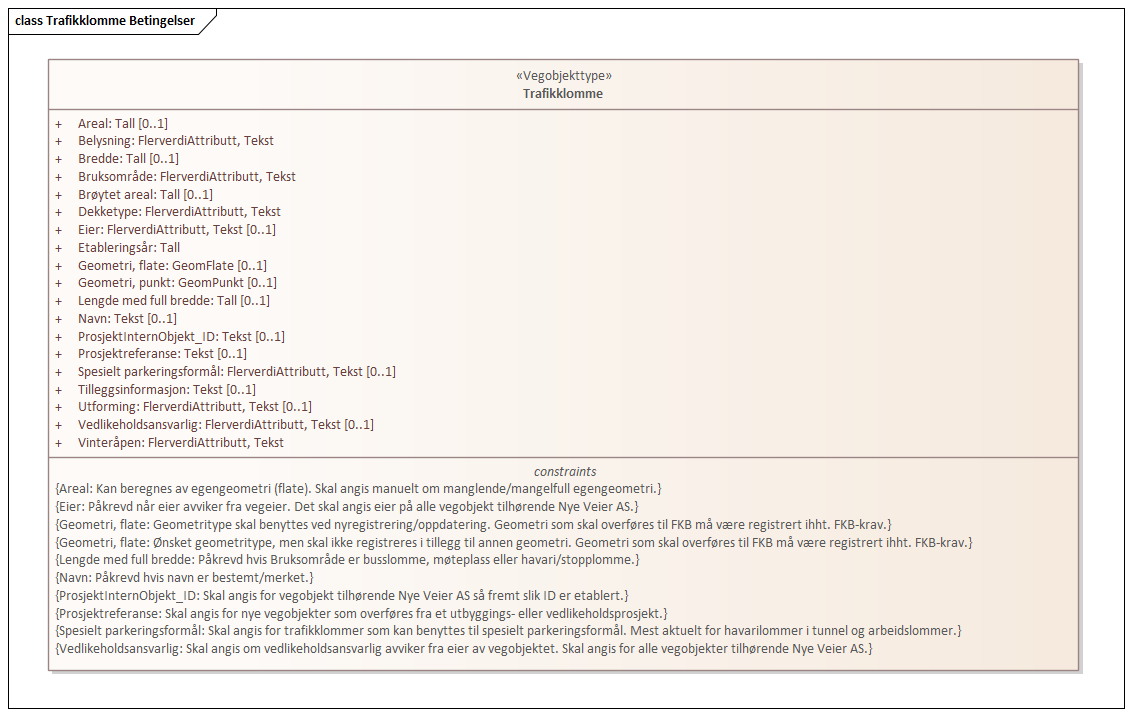 class Trafikklomme Betingelser
«Vegobjekttype»
Trafikklomme
+ Areal: Tall [0..1]
+ Belysning: FlerverdiAttributt, Tekst
+ Bredde: Tall [0..1]
+ Bruksområde: FlerverdiAttributt, Tekst
+ Brøytet areal: Tall [0..1]
+ Dekketype: FlerverdiAttributt, Tekst
+ Eier: FlerverdiAttributt, Tekst [0..1]
+ Etableringsår: Tall
+ Geometri, flate: GeomFlate [0..1]
+ Geometri, punkt: GeomPunkt [0..1]
+ Lengde med full bredde: Tall [0..1]
+ Navn: Tekst [0..1]
+ ProsjektInternObjekt_ID: Tekst [0..1]
+ Prosjektreferanse: Tekst [0..1]
+ Spesielt parkeringsformål: FlerverdiAttributt, Tekst [0..1]
+ Tilleggsinformasjon: Tekst [0..1]
+ Utforming: FlerverdiAttributt, Tekst [0..1]
+ Vedlikeholdsansvarlig: FlerverdiAttributt, Tekst [0..1]
+ Vinteråpen: FlerverdiAttributt, Tekst
constraints
{Areal: Kan beregnes av egengeometri (flate). Skal angis manuelt om manglende/mangelfull egengeometri.}
{Eier: Påkrevd når eier avviker fra vegeier. Det skal angis eier på alle vegobjekt tilhørende Nye Veier AS.}
{Geometri, flate: Geometritype skal benyttes ved nyregistrering/oppdatering. Geometri som skal overføres til FKB må være registrert ihht. FKB-krav.}
{Geometri, flate: Ønsket geometritype, men skal ikke registreres i tillegg til annen geometri. Geometri som skal overføres til FKB må være registrert ihht. FKB-krav.}
{Lengde med full bredde: Påkrevd hvis Bruksområde er busslomme, møteplass eller havari/stopplomme.}
{Navn: Påkrevd hvis navn er bestemt/merket.}
{ProsjektInternObjekt_ID: Skal angis for vegobjekt tilhørende Nye Veier AS så fremt slik ID er etablert.}
{Prosjektreferanse: Skal angis for nye vegobjekter som overføres fra et utbyggings- eller vedlikeholdsprosjekt.}
{Spesielt parkeringsformål: Skal angis for trafikklommer som kan benyttes til spesielt parkeringsformål. Mest aktuelt for havarilommer i tunnel og arbeidslommer.}
{Vedlikeholdsansvarlig: Skal angis om vedlikeholdsansvarlig avviker fra eier av vegobjektet. Skal angis for alle vegobjekter tilhørende Nye Veier AS.}